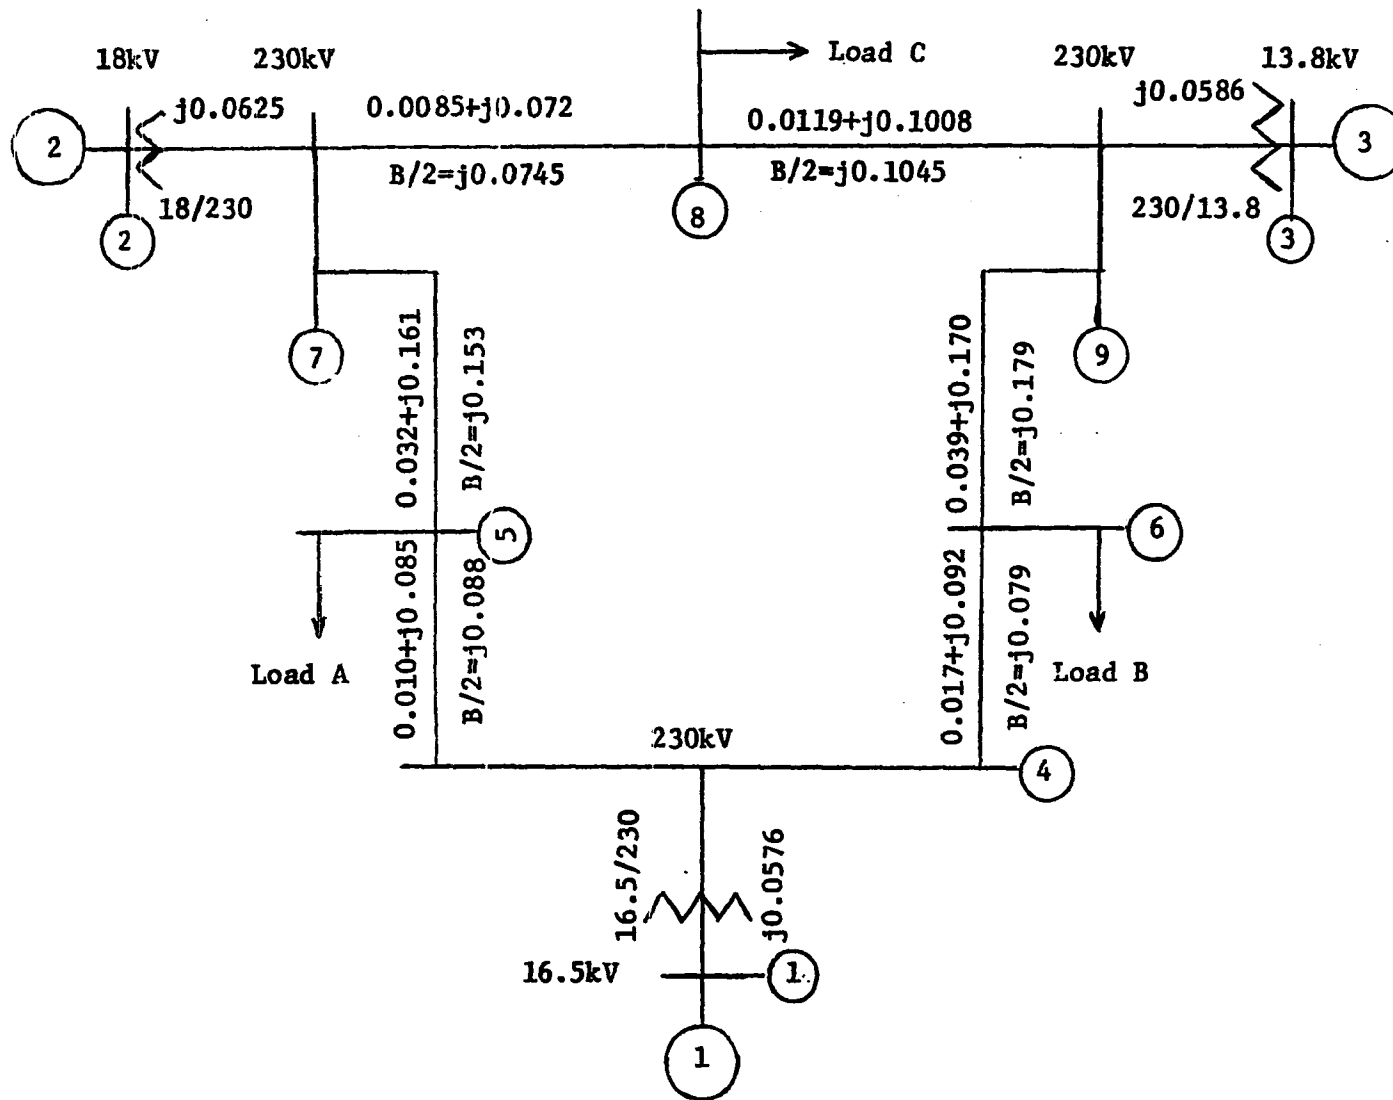 Load C
18kV
230kV
230kV
13.8kV
j0.0625
0.0085+j0.072
0.0119+j0.1008
j0.0586
2
3
B/2=j0.0745
B/2=j0.1045
18/230
230/13.8
2
8
3
7
9
0.032+j0.161
B/2=j0.153
0.039+j0.170
B/2=j0.179
5
6
0.010+j0.085
B/2=j0.088
0.017+j0.092
B/2=j0.079
Load A
Load B
230kV
4
16.5/230
j0.0576
16.5kV
1
1